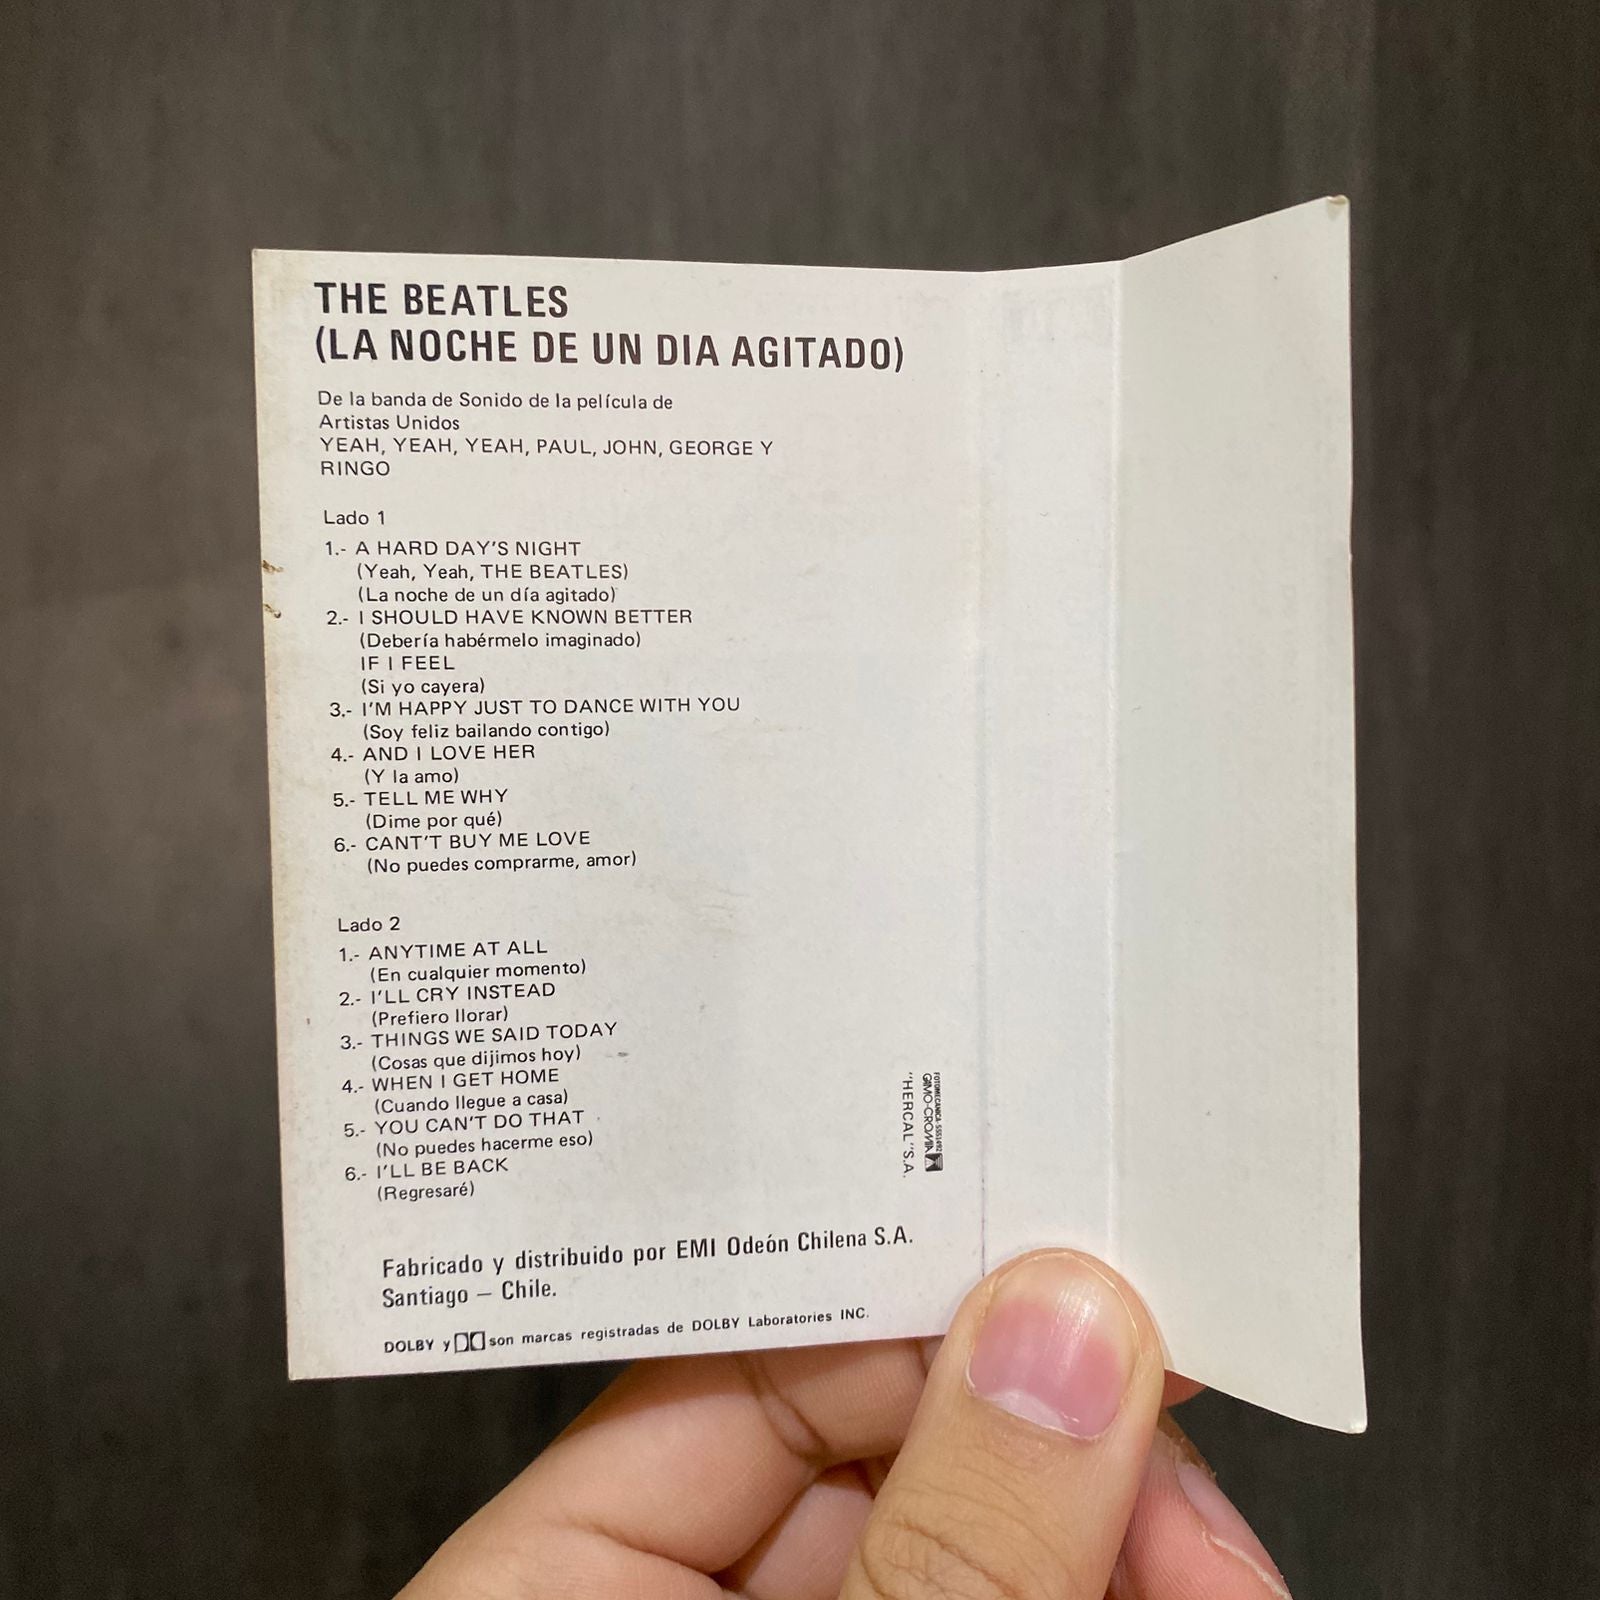 THE BEATLES
(LA NOCHE DE UN DIA AGITADO)
De la banda de Sonido de la película de
Artistas Unidos
YEAH, YEAH, YEAH, PAUL, JOHN, GEORGE Y
RINGO
Lado 1
1.- A HARD DAY'S NIGHT
(Yeah, Yeah, THE BEATLES)
(La noche de un día agitado)
2.- I SHOULD HAVE KNOWN BETTER
(Debería habérmelo imaginado)
IF I FEEL
(Si yo cayera)
3.- I'M HAPPY JUST TO DANCE WITH YOU
(Soy feliz bailando contigo)
4.- AND I LOVE HER
(Y la amo)
5.- TELL ME WHY
(Dime por qué)
6.- CANT'T BUY ME LOVE
(No puedes comprarme, amor)
Lado 2
1.- ANYTIME AT ALL
(En cualquier momento)
2.- I'LL CRY INSTEAD
(Prefiero llorar)
3.- THINGS WE SAID TODAY
(Cosas que dijimos hoy)
4.- WHEN I GET HOME
(Cuando llegue a casa)
5.- YOU CAN'T DO THAT
(No puedes hacerme eso)
6.- I'LL BE BACK
(Regresaré)
FOTOMECANICA 5551492
GAMO-CROMIA
"HERCAL" S.A.
Fabricado y distribuido por EMI Odeón Chilena S.A.
Santiago – Chile.
DOLBY y son marcas registradas de DOLBY Laboratories INC.